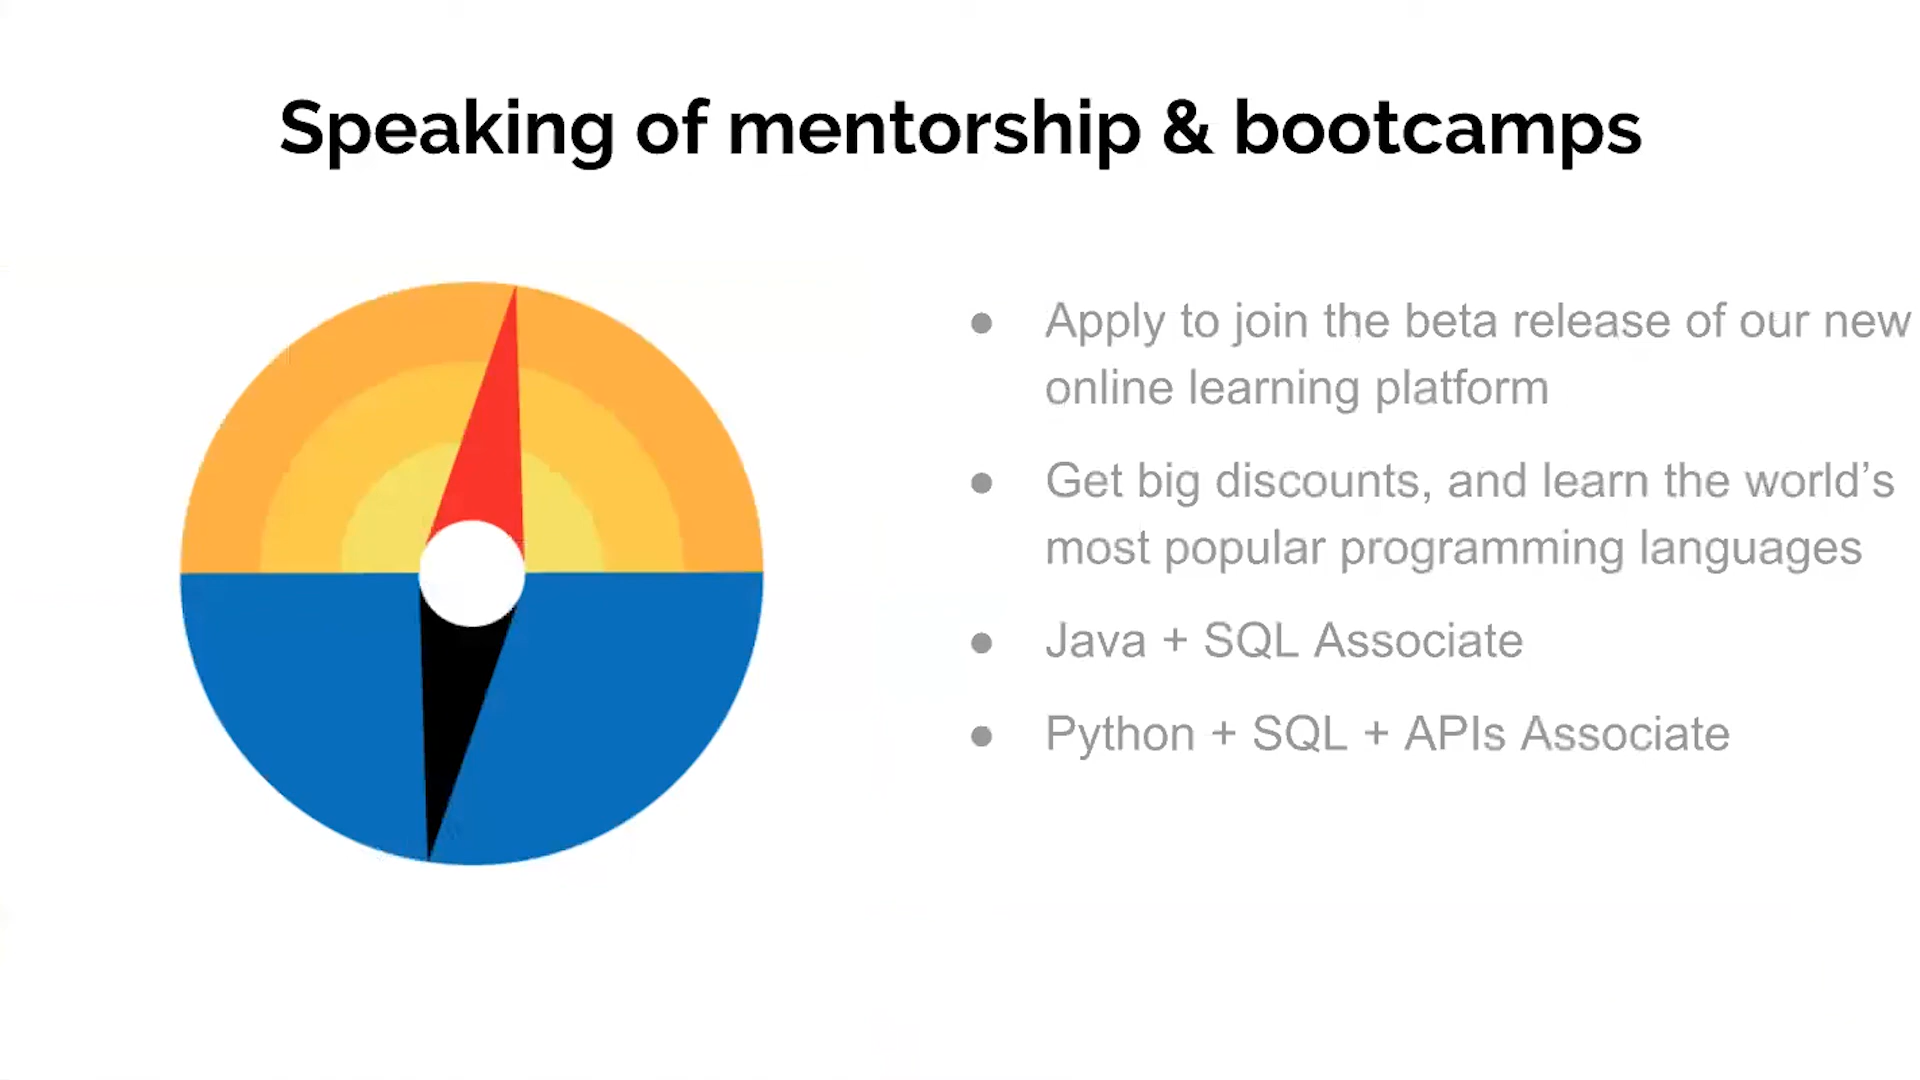 Speaking of mentorship & bootcamps
● Apply to join the beta release of our new
online learning platform
● Get big discounts, and learn the world’s
most popular programming languages
● Java + SQL Associate
● Python + SQL + APIs Associate